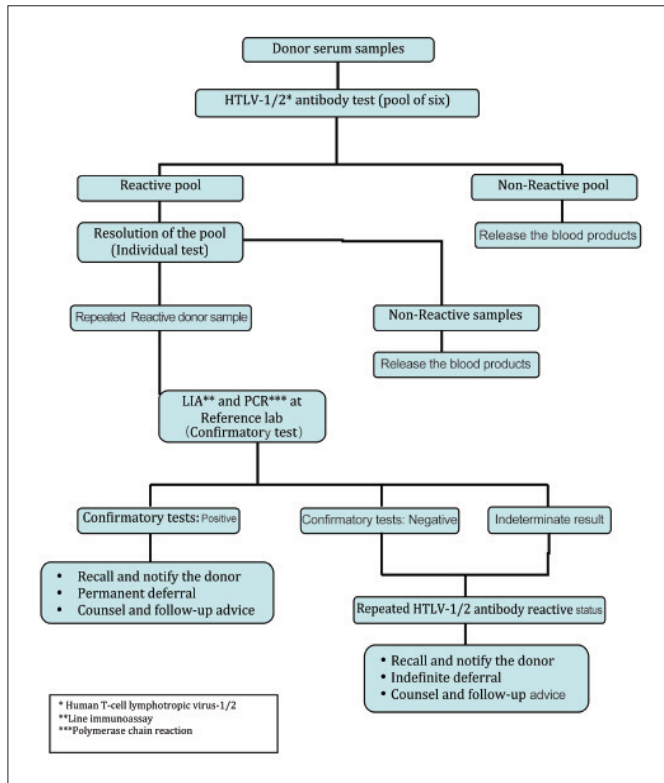 Donor serum samples
HTLV-1/2* antibody test (pool of six)
Reactive pool
Non-Reactive pool
Resolution of the pool
(Individual test)
Release the blood products
Repeated Reactive donor sample
Non-Reactive samples
Release the blood products
LIA** and PCR*** at
Reference lab
(Confirmatory test)
Confirmatory tests: Positive
Confirmatory tests: Negative
Indeterminate result
• Recall and notify the donor
• Permanent deferral
• Counsel and follow-up advice
Repeated HTLV-1/2 antibody reactive status
• Recall and notify the donor
• Indefinite deferral
• Counsel and follow-up advice
* Human T-cell lymphotropic virus-1/2
**Line immunoassay
***Polymerase chain reaction